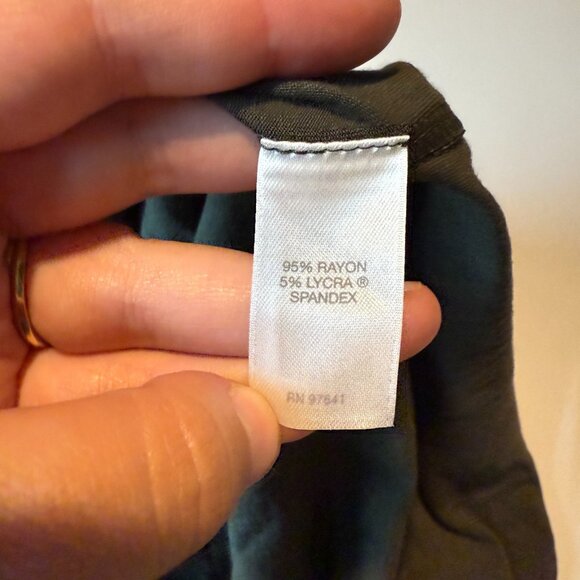 95% RAYON
5% LYCRA ®
SPANDEX
RN 97841